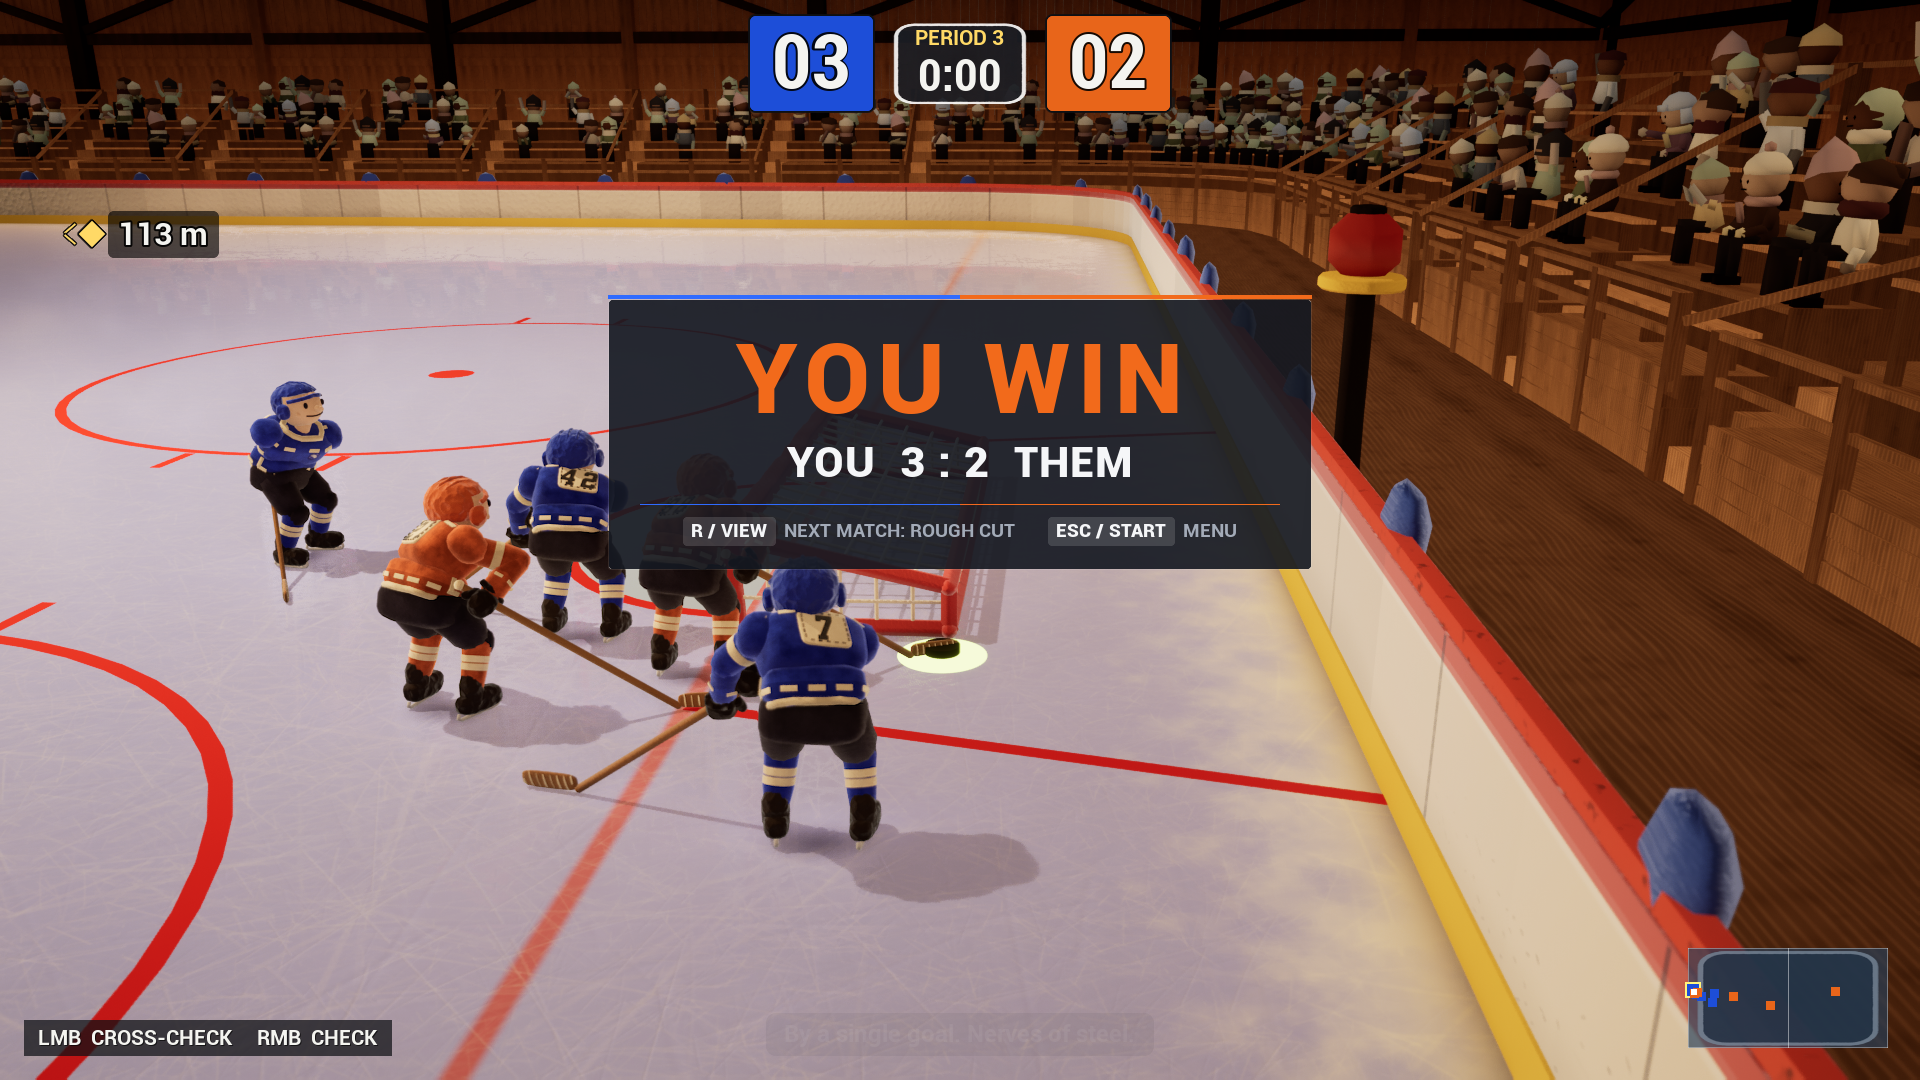 03
PERIOD 3
0:00
02
113 m
YOU WIN
YOU 3 : 2 THEM
R / VIEW NEXT MATCH: ROUGH CUT ESC / START MENU
42
7
LMB CROSS-CHECK RMB CHECK
by a single goal. Nerves of steel.